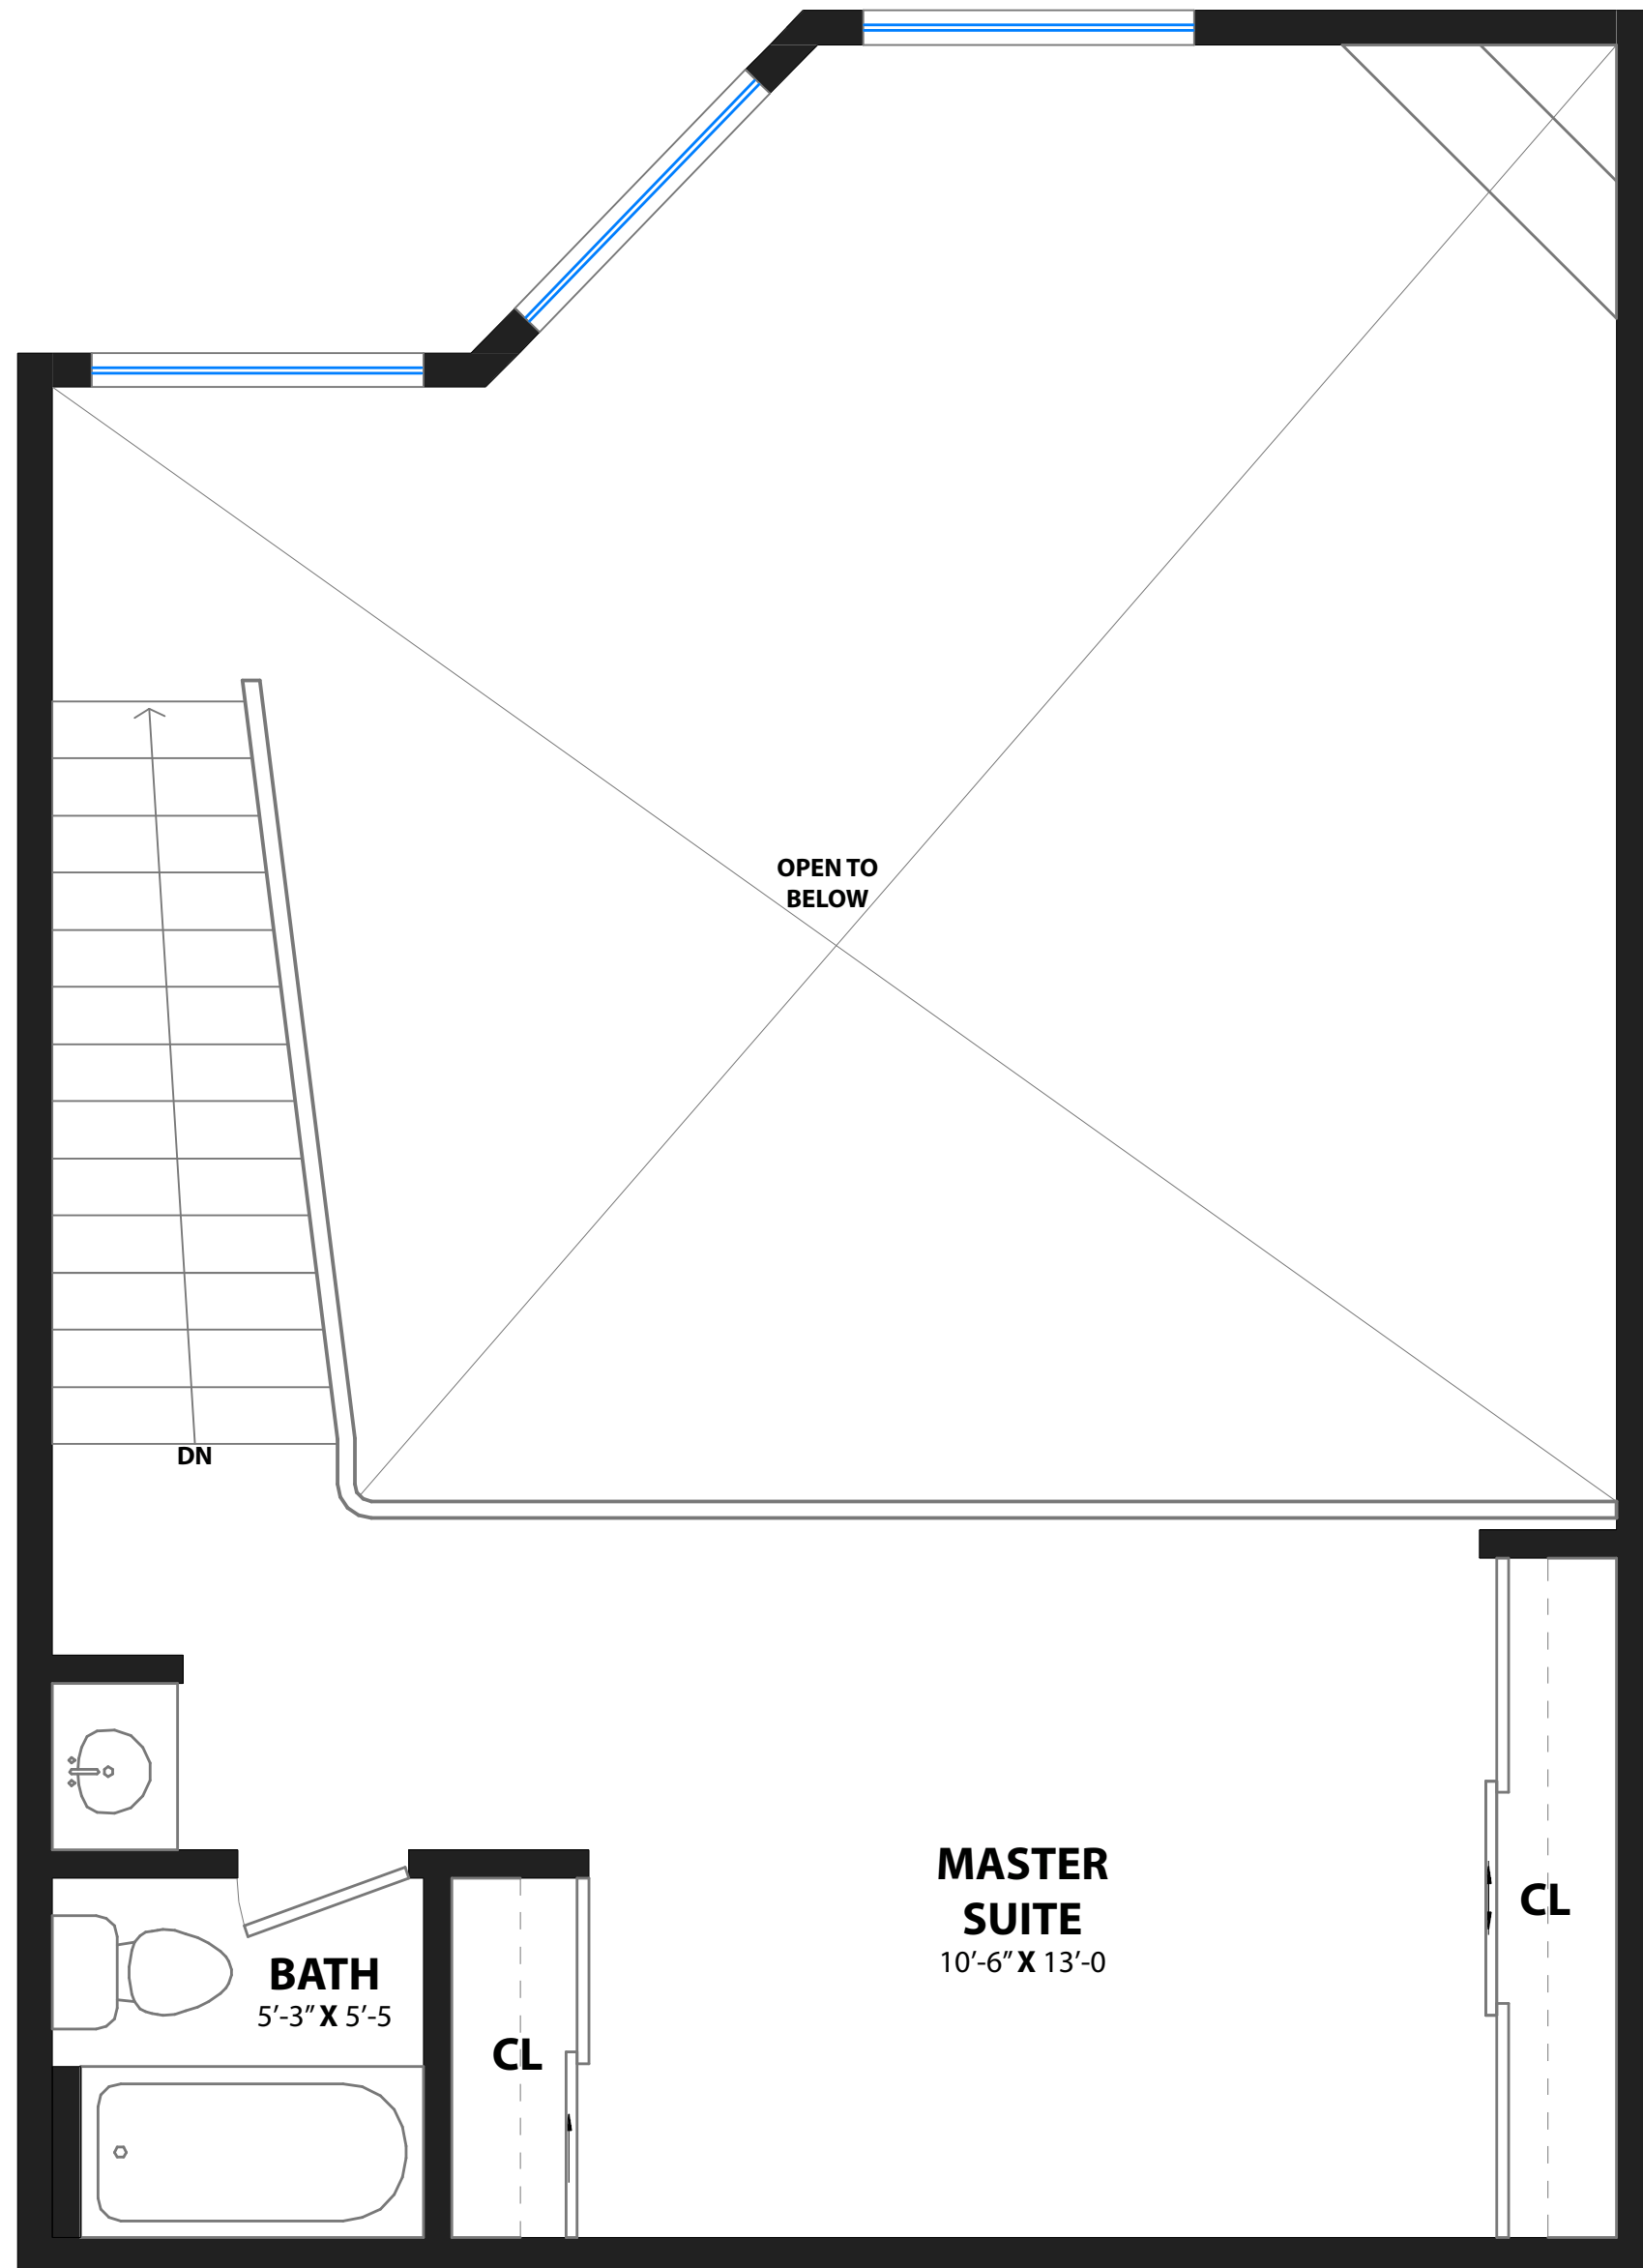 OPEN TO
BELOW
DN
MASTER
SUITE
10’-6” X 13’-0
CL
BATH
5’-3” X 5’-5
CL